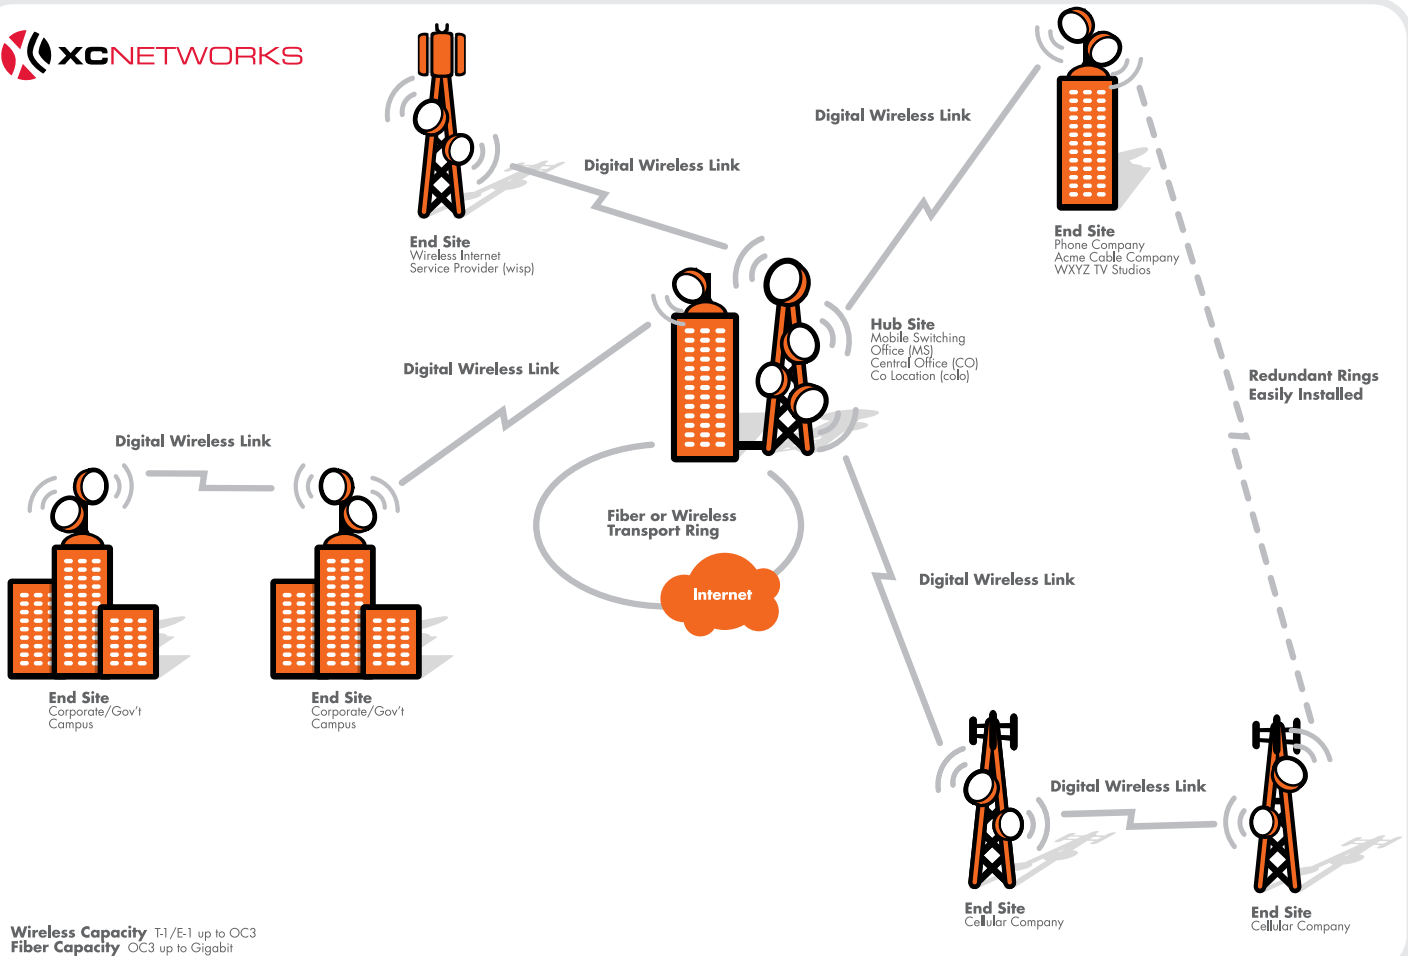 XCNETWORKS
Digital Wireless Link
Digital Wireless Link
End Site
Wireless Internet
Service Provider (wisp)
End Site
Phone Company
Acme Cable Company
WXYZ TV Studios
Hub Site
Mobile Switching
Office (MS)
Central Office (CO)
Co Location (colo)
Digital Wireless Link
Redundant Rings
Easily Installed
Digital Wireless Link
Fiber or Wireless
Transport Ring
Internet
Digital Wireless Link
End Site
Corporate/Gov't
Campus
End Site
Corporate/Gov't
Campus
Digital Wireless Link
End Site
Cellular Company
End Site
Cellular Company
Wireless Capacity T-1/E-1 up to OC3
Fiber Capacity OC3 up to Gigabit